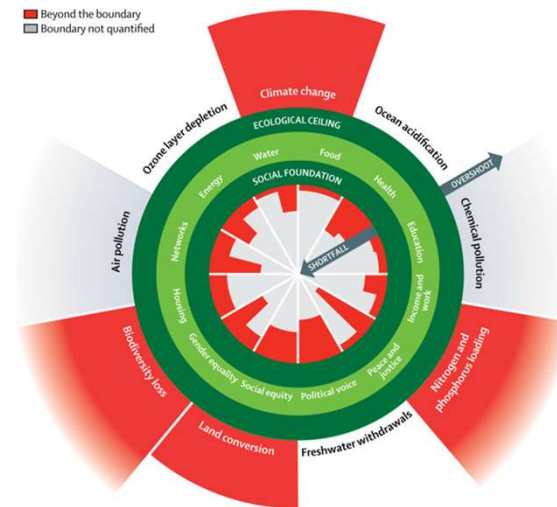 Beyond the boundary
Boundary not quantified
Climate change
Ozone layer depletion
Ocean acidification
ECOLOGICAL CEILING
Water
Food
Energy
Health
SOCIAL FOUNDATION
OVERSHOOT
SHORTFALL
Air pollution
Networks
Education
Chemical pollution
Housing
Income and
work
Gender equality
Social equity
Political voice
Peace and
justice
Biodiversity loss
Nitrogen and
phosphorus loading
Land conversion
Freshwater withdrawals